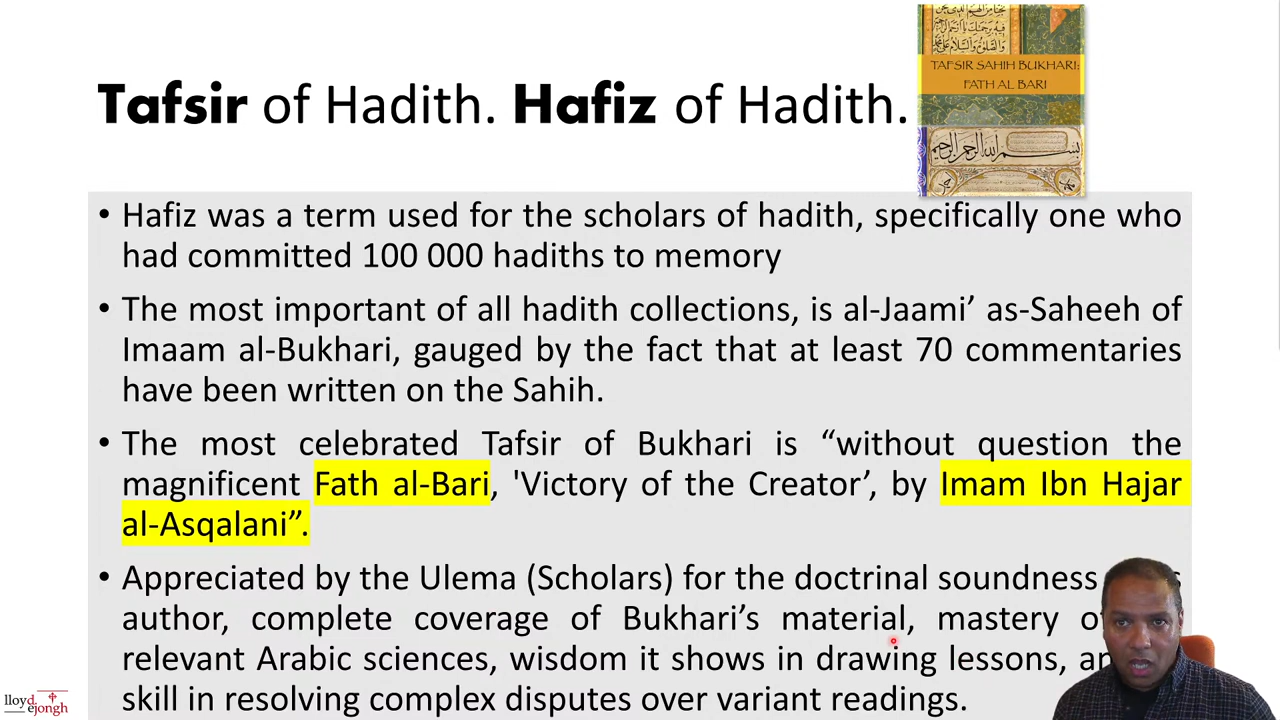 TAFSIR SAHIH BUKHARI:
FATH AL BARI
Tafsir of Hadith. Hafiz of Hadith.
بسم الله الرحمن الرحيم
• Hafiz was a term used for the scholars of hadith, specifically one who
had committed 100 000 hadiths to memory
• The most important of all hadith collections, is al-Jaami’ as-Saheeh of
Imaam al-Bukhari, gauged by the fact that at least 70 commentaries
have been written on the Sahih.
• The most celebrated Tafsir of Bukhari is “without question the
magnificent Fath al-Bari, 'Victory of the Creator’, by Imam Ibn Hajar
al-Asqalani”.
• Appreciated by the Ulema (Scholars) for the doctrinal soundness
author, complete coverage of Bukhari’s material, mastery
relevant Arabic sciences, wisdom it shows in drawing lessons,
skill in resolving complex disputes over variant readings.
lloyd
dejongh